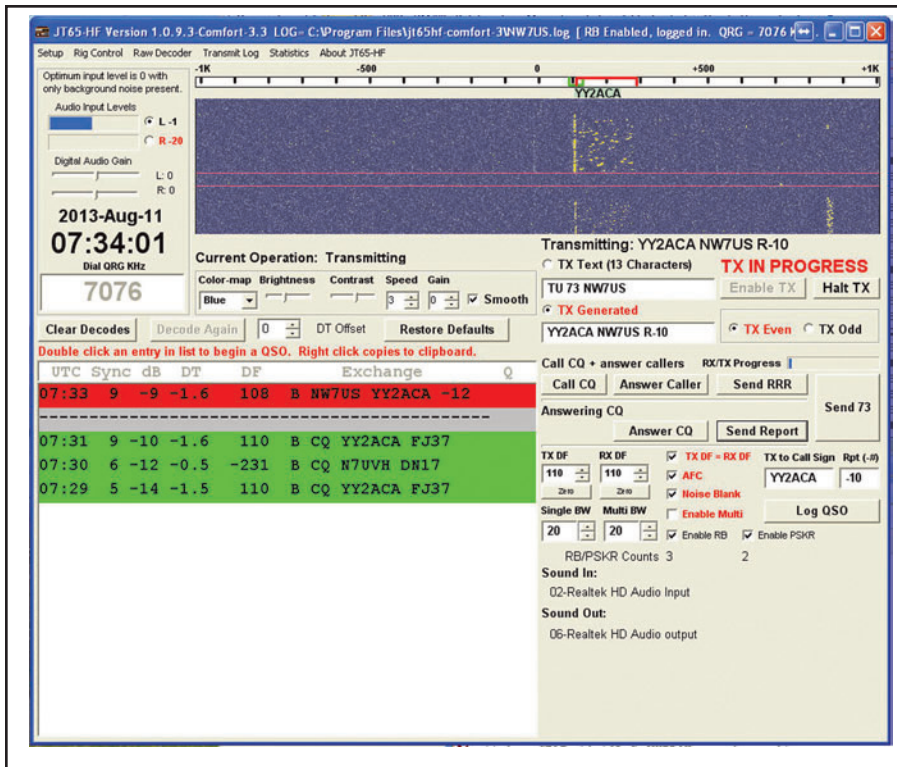 JT65-HF Version 1.0.9.3-Comfort-3.3 LOG= C:\Program Files\jt65hf-comfort-3\NW7US.log [ RB Enabled, logged in. QRG = 7076
Setup Rig Control Raw Decoder Transmit Log Statistics About JT65-HF
Optimum input level is 0 with
only background noise present.
Audio Input Levels
L -1
R -20
Digital Audio Gain
L: 0
R: 0
2013-Aug-11
07:34:01
Dial QRG KHz
7076
-1K -500 0 +500 +1K
YY2ACA
Current Operation: Transmitting
Color-map Brightness Contrast Speed Gain
Blue 3 0 Smooth
Clear Decodes Decode Again 0 DT Offset Restore Defaults
Double click an entry in list to begin a QSO. Right click copies to clipboard.
UTC Sync dB DT DF Exchange Q
07:33 9 -9 -1.6 108 B NW7US YY2ACA -12
07:31 9 -10 -1.6 110 B CQ YY2ACA FJ37
07:30 6 -12 -0.5 -231 B CQ N7UVH DN17
07:29 5 -14 -1.5 110 B CQ YY2ACA FJ37
Transmitting: YY2ACA NW7US R-10
TX Text (13 Characters) TX IN PROGRESS
TU 73 NW7US Enable TX Halt TX
TX Generated
YY2ACA NW7US R-10 TX Even TX Odd
Call CQ + answer callers RX/TX Progress
Call CQ Answer Caller Send RRR
Send 73
Answering CQ
Answer CQ Send Report
TX DF RX DF TX DF = RX DF TX to Call Sign Rpt (-#)
110 110 AFC YY2ACA -10
Zero Zero Noise Blank
Single BW Multi BW Enable Multi Log QSO
20 20 Enable RB Enable PSKR
RB/PSKR Counts 3 2
Sound In:
02-Realtek HD Audio Input
Sound Out:
06-Realtek HD Audio output